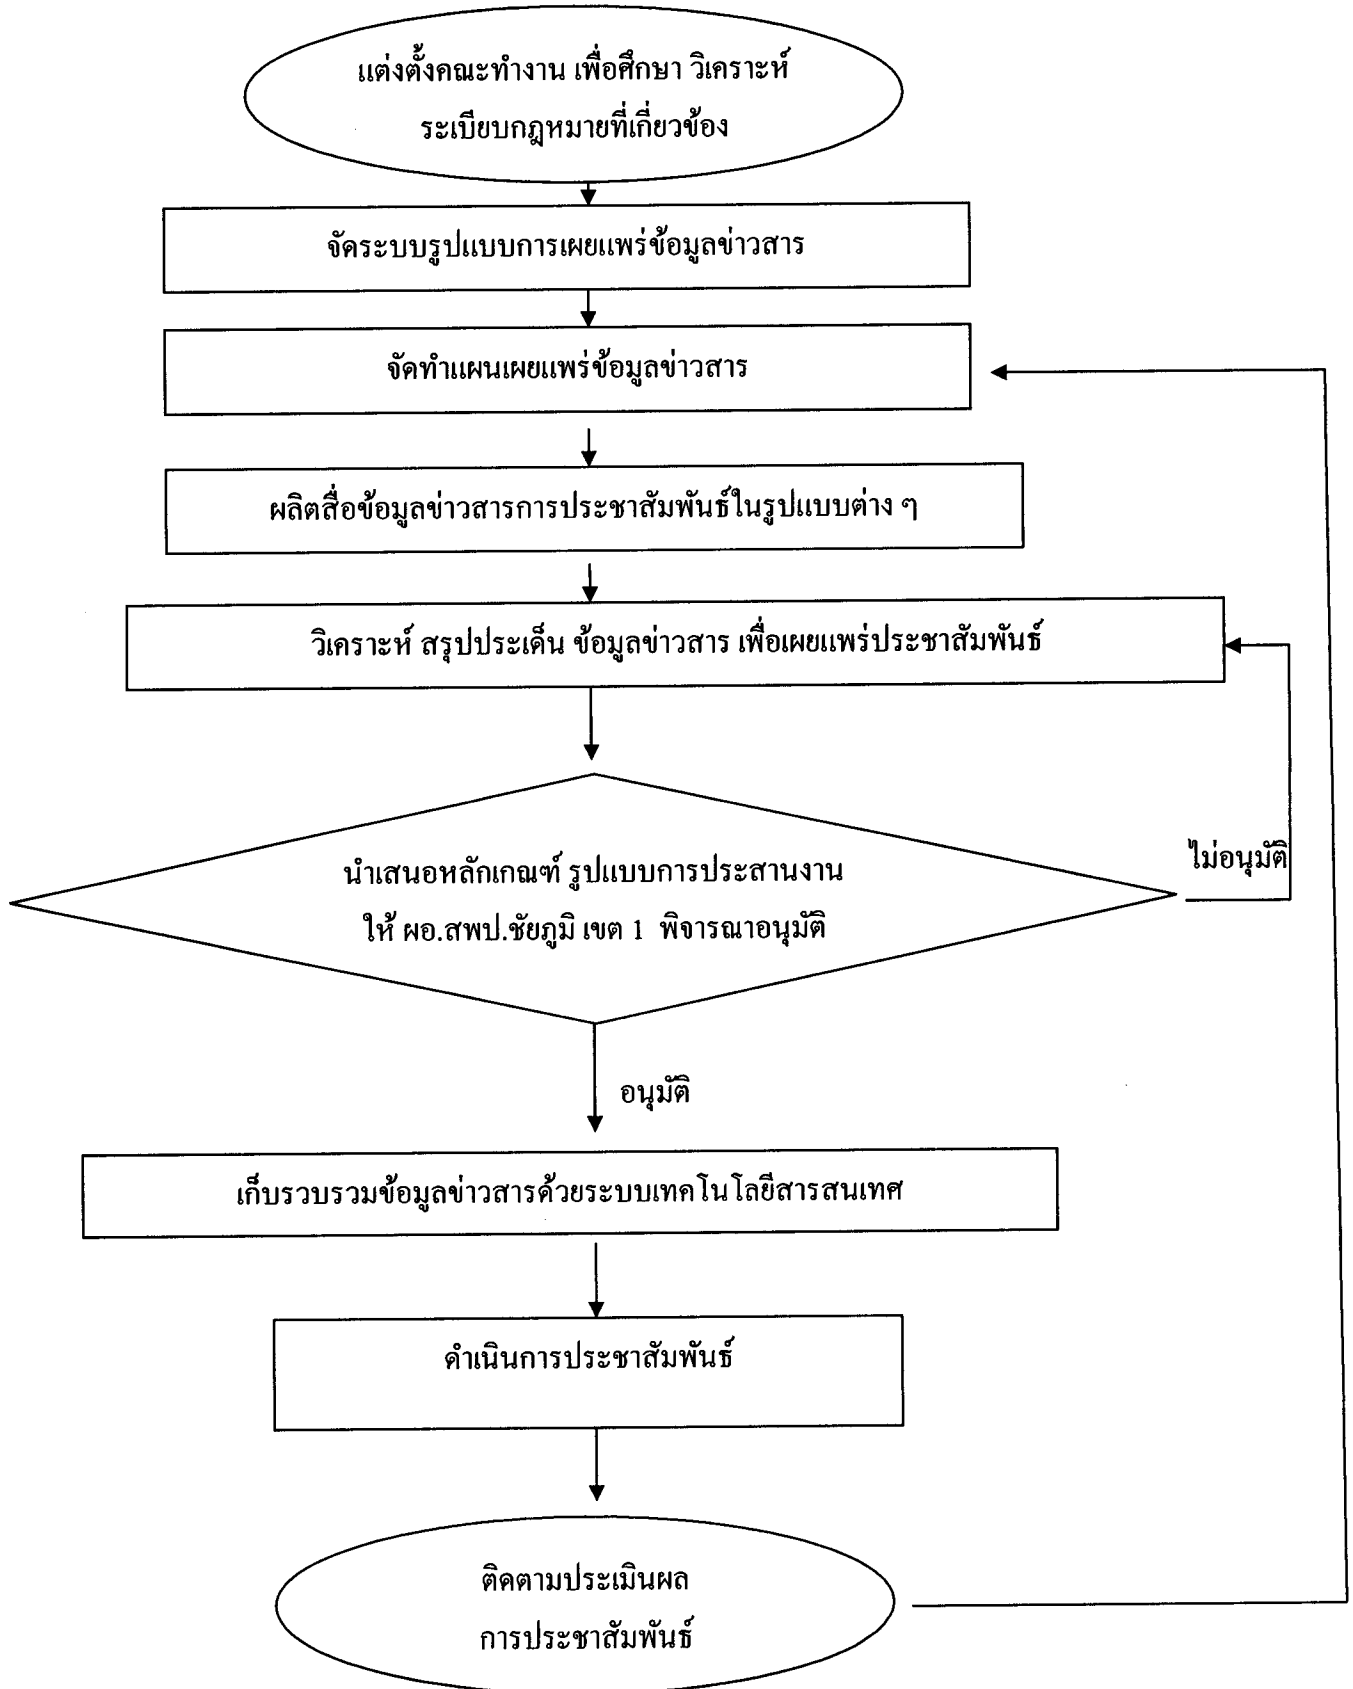 แต่งตั้งคณะทำงาน เพื่อศึกษา วิเคราะห์
ระเบียบกฎหมายที่เกี่ยวข้อง
จัดระบบรูปแบบการเผยแพร่ข้อมูลข่าวสาร
จัดทำแผนเผยแพร่ข้อมูลข่าวสาร
ผลิตสื่อข้อมูลข่าวสารการประชาสัมพันธ์ในรูปแบบต่าง ๆ
วิเคราะห์ สรุปประเด็น ข้อมูลข่าวสาร เพื่อเผยแพร่ประชาสัมพันธ์
ไม่อนุมัติ
นำเสนอหลักเกณฑ์ รูปแบบการประสานงาน
ให้ ผอ.สพป.ชัยภูมิ เขต 1 พิจารณาอนุมัติ
อนุมัติ
เก็บรวบรวมข้อมูลข่าวสารด้วยระบบเทคโนโลยีสารสนเทศ
ดำเนินการประชาสัมพันธ์
ติดตามประเมินผล
การประชาสัมพันธ์